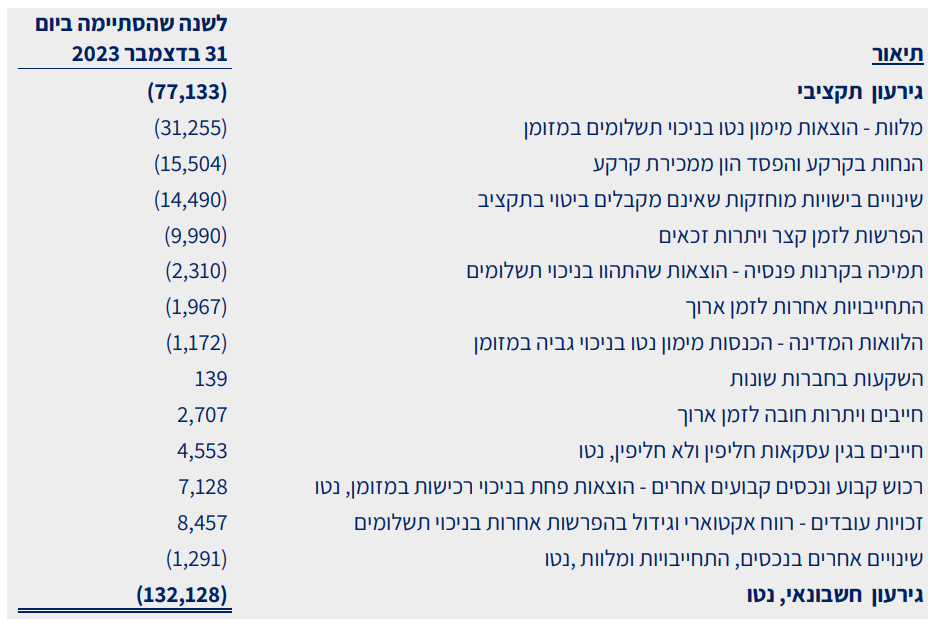 לשנה שהסתיימה ביום
תיאור 31 בדצמבר 2023
גירעון תקציבי (77,133)
מלוות - הוצאות מימון נטו בניכוי תשלומים במזומן (31,255)
הנחות בקרקע והפסד הון ממכירת קרקע (15,504)
שינויים בישויות מוחזקות שאינם מקבלים ביטוי בתקציב (14,490)
הפרשות לזמן קצר ויתרות זכאים (9,990)
תמיכה בקרנות פנסיה - הוצאות שהתהוו בניכוי תשלומים (2,310)
התחייבויות אחרות לזמן ארוך (1,967)
הלוואות המדינה - הכנסות מימון נטו בניכוי גביה במזומן (1,172)
השקעות בחברות שונות 139
חייבים ויתרות חובה לזמן ארוך 2,707
חייבים בגין עסקאות חליפין ולא חליפין, נטו 4,553
רכוש קבוע ונכסים קבועים אחרים - הוצאות פחת בניכוי רכישות במזומן, נטו 7,128
זכויות עובדים - רווח אקטוארי וגידול בהפרשות אחרות בניכוי תשלומים 8,457
שינויים אחרים בנכסים, התחייבויות ומלוות ,נטו (1,291)
גירעון חשבונאי, נטו (132,128)